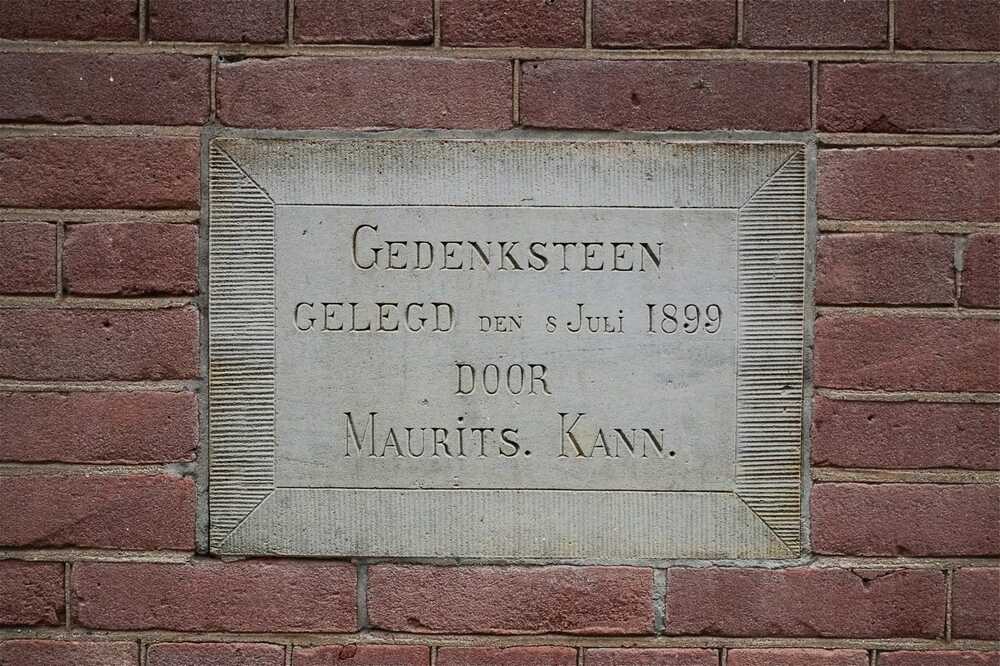 GEDENKSTEEN
GELEGD DEN 8 JULI 1899
DOOR
MAURITS. KANN.